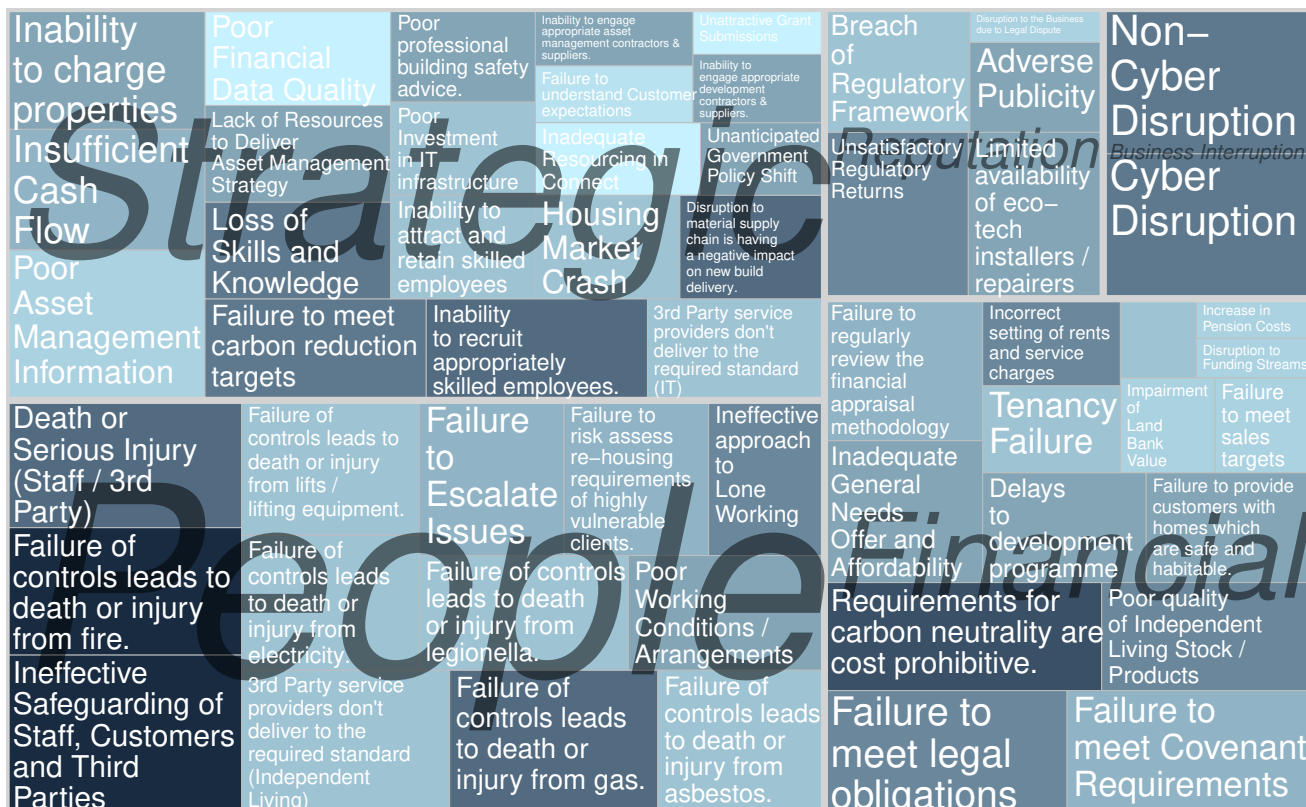 Strategic
Inability
to charge
properties
Insufficient
Cash
Flow
Poor
Asset
Management
Information
Poor
Financial
Data Quality
Lack of Resources
to Deliver
Asset Management
Strategy
Loss of
Skills and
Knowledge
Failure to meet
carbon reduction
targets
Poor
professional
building safety
advice.
Poor
Investment
in IT
infrastructure
Inability to
attract and
retain skilled
employees
Inability
to recruit
appropriately
skilled employees.
Inability to engage
appropriate asset
management contractors &
suppliers.
Failure to
understand Customer
expectations
Inadequate
Resourcing in
Connect
Housing
Market
Crash
Unattractive Grant
Submissions
Inability to
engage appropriate
development
contractors &
suppliers.
Unanticipated
Government
Policy Shift
Disruption to
material supply
chain is having
a negative impact
on new build
delivery.
3rd Party service
providers don't
deliver to the
required standard
(IT)
Reputation
Breach
of
Regulatory
Framework
Unsatisfactory
Regulatory
Returns
Disruption to the Business
due to Legal Dispute
Adverse
Publicity
Limited
availability
of eco–
tech
installers /
repairers
Business Interruption
Non–
Cyber
Disruption
Cyber
Disruption
People
Death or
Serious Injury
(Staff / 3rd
Party)
Failure of
controls leads to
death or injury
from fire.
Ineffective
Safeguarding of
Staff, Customers
and Third
Parties
Failure of
controls leads to
death or injury
from lifts /
lifting equipment.
Failure of
controls leads
to death or
injury from
electricity.
3rd Party service
providers don't
deliver to the
required standard
(Independent
Living)
Failure
to
Escalate
Issues
Failure to
risk assess
re–housing
requirements
of highly
vulnerable
clients.
Ineffective
approach
to
Lone
Working
Failure of controls
leads to death
or injury from
legionella.
Poor
Working
Conditions /
Arrangements
Failure of
controls leads
to death or
injury from gas.
Failure of
controls leads
to death or
injury from
asbestos.
Financial
Failure to
regularly
review the
financial
appraisal
methodology
Inadequate
General
Needs
Offer and
Affordability
Incorrect
setting of rents
and service
charges
Tenancy
Failure
Increase in
Pension Costs
Disruption to
Funding Streams
Impairment
of
Land
Bank
Value
Failure
to meet
sales
targets
Delays
to
development
programme
Failure to provide
customers with
homes which
are safe and
habitable.
Requirements for
carbon neutrality are
cost prohibitive.
Poor quality
of Independent
Living Stock /
Products
Failure to
meet legal
obligations
Failure to
meet Covenant
Requirements